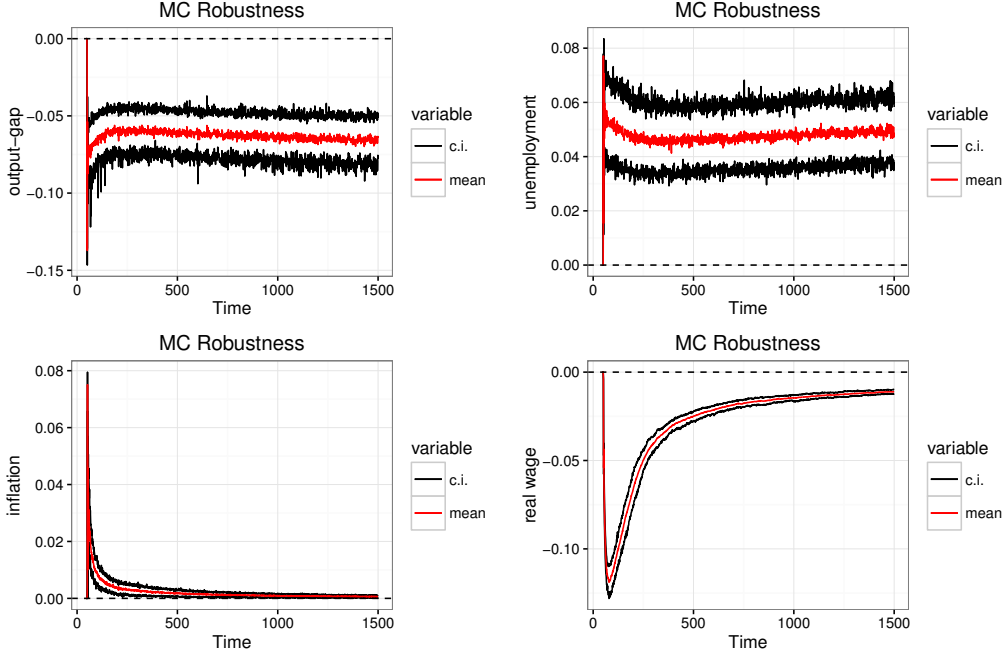 MC Robustness
0.00
−0.05
−0.10
−0.15
output−gap
0
500
1000
1500
Time
variable
c.i.
mean
MC Robustness
0.08
0.06
0.04
0.02
0.00
unemployment
0
500
1000
1500
Time
variable
c.i.
mean
MC Robustness
0.08
0.06
0.04
0.02
0.00
inflation
0
500
1000
1500
Time
variable
c.i.
mean
MC Robustness
0.00
−0.05
−0.10
real wage
0
500
1000
1500
Time
variable
c.i.
mean